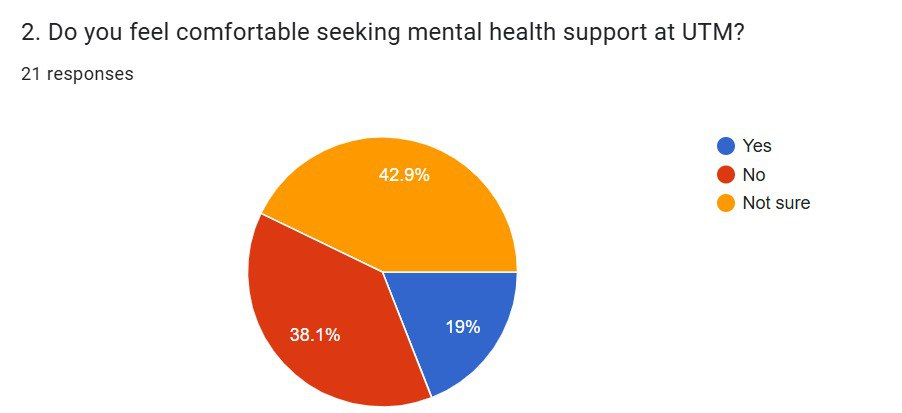 2. Do you feel comfortable seeking mental health support at UTM?
21 responses
Yes
No
Not sure
42.9%
38.1%
19%